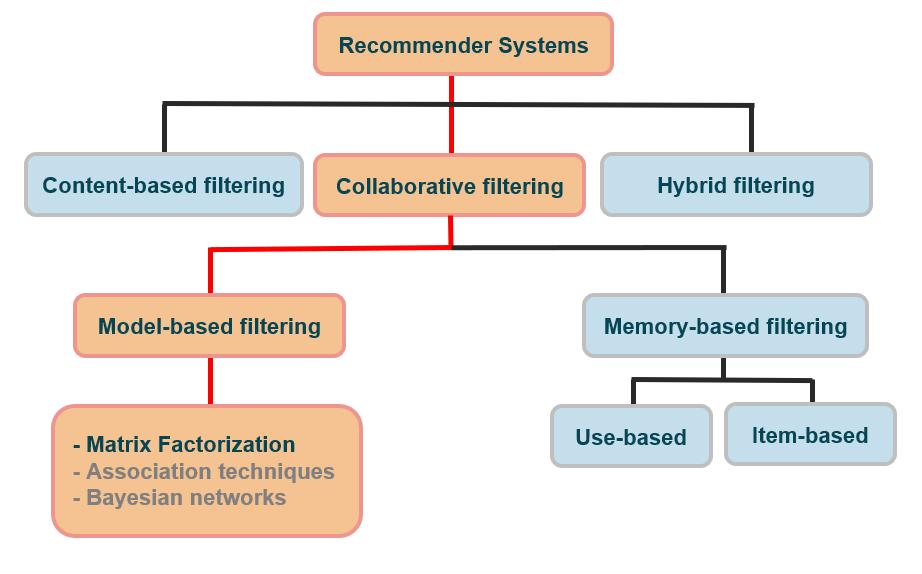 Recommender Systems
Content-based filtering
Collaborative filtering
Hybrid filtering
Model-based filtering
Memory-based filtering
- Matrix Factorization
- Association techniques
- Bayesian networks
Use-based
Item-based